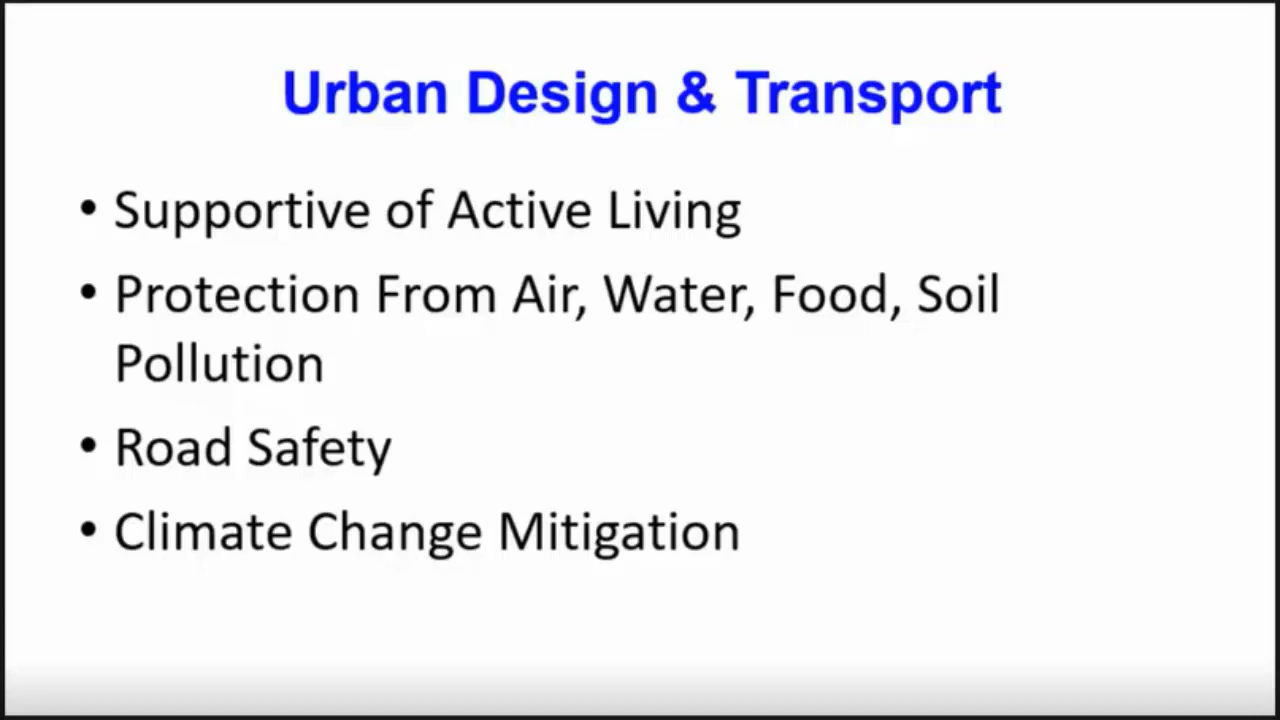 Urban Design & Transport
• Supportive of Active Living
• Protection From Air, Water, Food, Soil
Pollution
• Road Safety
• Climate Change Mitigation